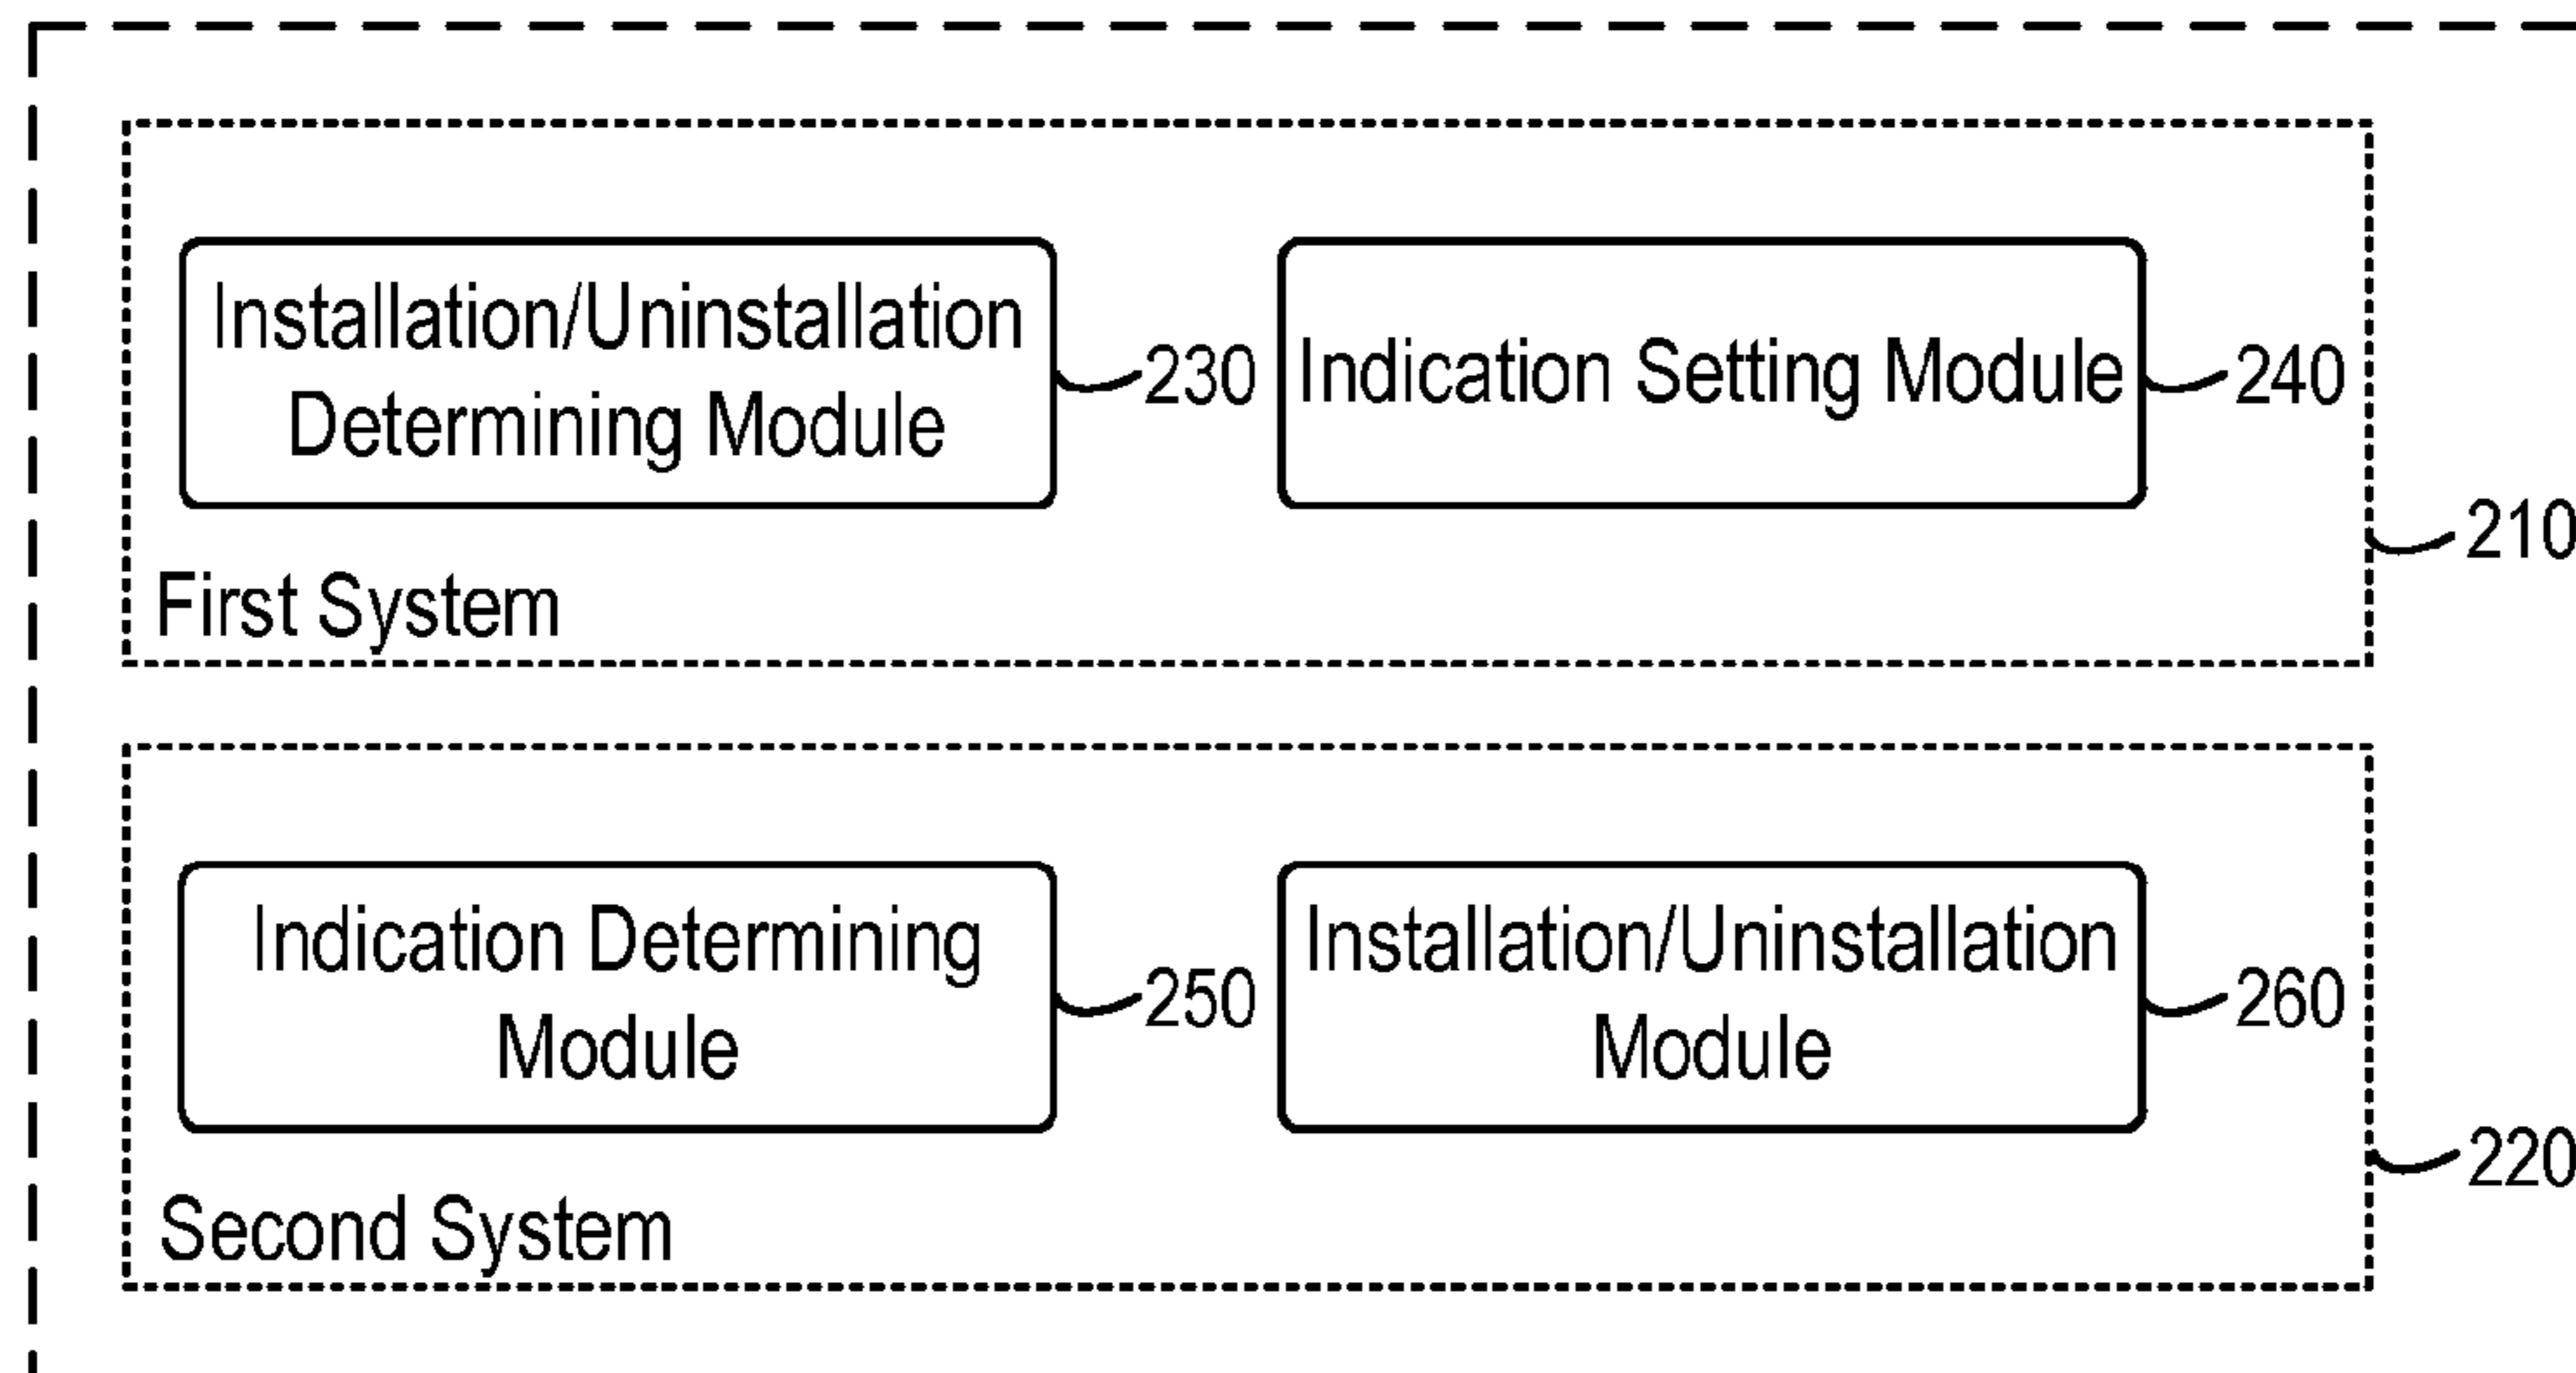 Installation/Uninstallation
Determining Module
230
Indication Setting Module
240
210
First System
Indication Determining
Module
250
Installation/Uninstallation
Module
260
220
Second System